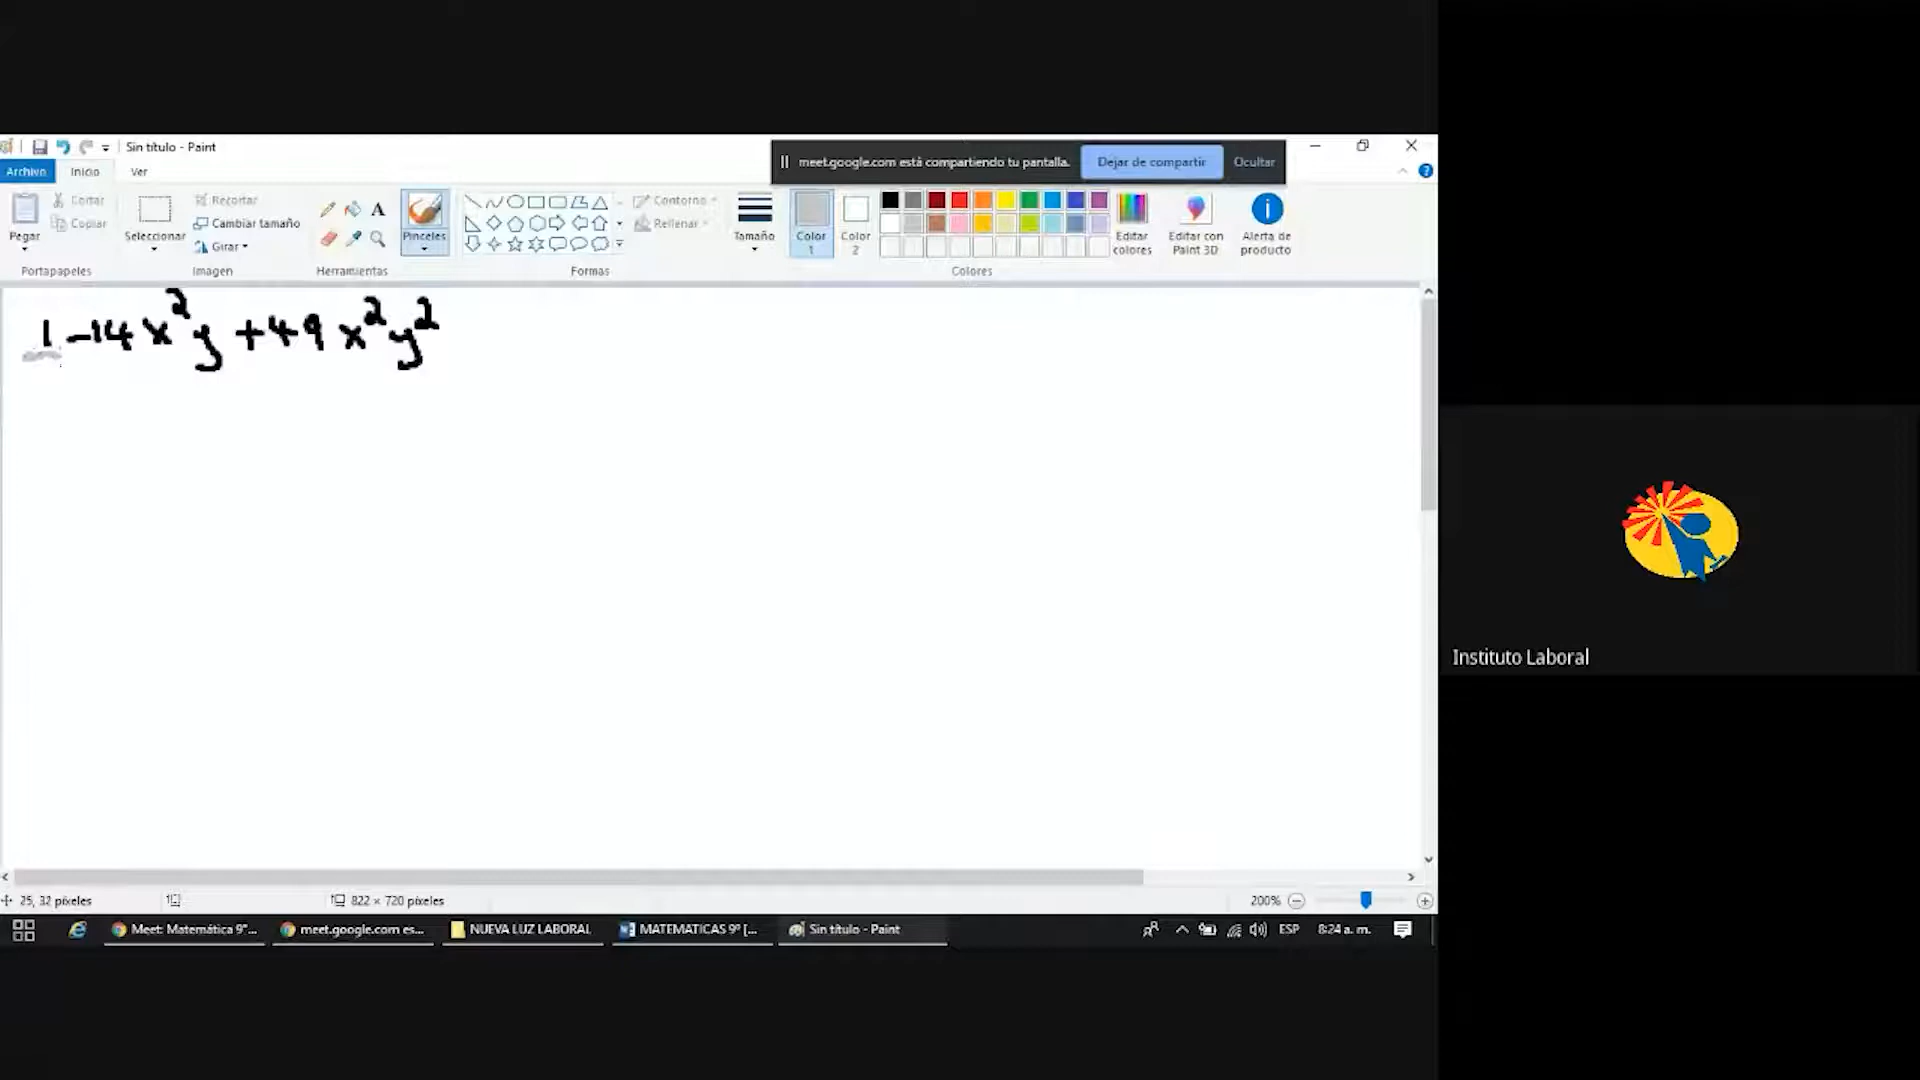 Sin título - Paint
meet.google.com está compartiendo tu pantalla. Dejar de compartir Ocultar
Archivo Inicio Ver
Pegar
Cortar
Copiar
Portapapeles
Seleccionar
Recortar
Cambiar tamaño
Girar
Imagen
A
Herramientas
Pinceles
Formas
Contorno
Rellenar
Tamaño
Color 1
Color 2
Colores
Editar colores
Editar con Paint 3D
Alerta de producto
1-14x²y+49x²y²
Instituto Laboral
25, 32 píxeles
822 × 720 píxeles
200%
Meet: Matemática 9°...
meet.google.com es...
NUEVA LUZ LABORAL
MATEMATICAS 9º [...
Sin título - Paint
ESP
8:24 a. m.